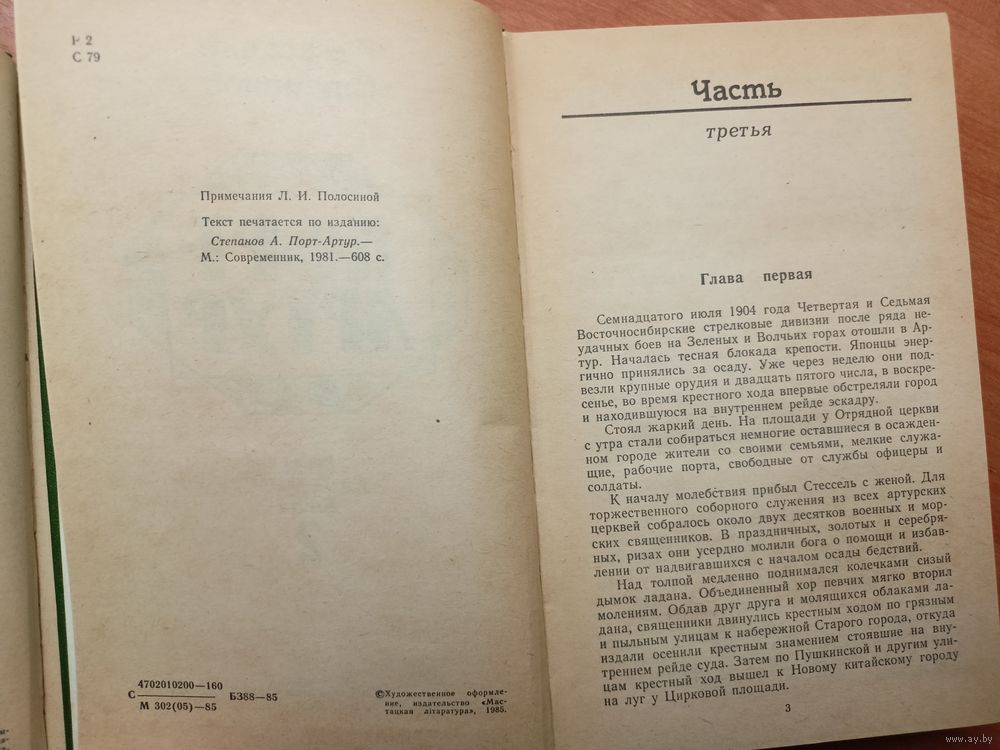 Р 2
С 79
Примечания Л. И. Полосиной
Текст печатается по изданию:
Степанов А. Порт-Артур.—
М.: Современник, 1981.—608 с.
4702010200—160
С Б388—85
М 302(05)—85
©Художественное оформле-
ние, издательство «Мас-
тацкая літаратура», 1985.
Часть
третья
Глава первая
Семнадцатого июля 1904 года Четвертая и Седьмая
Восточносибирские стрелковые дивизии после ряда не-
удачных боев на Зеленых и Волчьих горах отошли в Ар-
тур. Началась тесная блокада крепости. Японцы энер-
гично принялись за осаду. Уже через неделю они под-
везли крупные орудия и двадцать пятого числа, в воскре-
сенье, во время крестного хода впервые обстреляли город
и находившуюся на внутреннем рейде эскадру.
Стоял жаркий день. На площади у Отрядной церкви
с утра стали собираться немногие оставшиеся в осажден-
ном городе жители со своими семьями, мелкие служа-
щие, рабочие порта, свободные от службы офицеры и
солдаты.
К началу молебствия прибыл Стессель с женой. Для
торжественного соборного служения из всех артурских
церквей собралось около двух десятков военных и мор-
ских священников. В праздничных, золотых и серебря-
ных, ризах они усердно молили бога о помощи и избав-
лении от надвигавшихся с началом осады бедствий.
Над толпой медленно поднимался колечками сизый
дымок ладана. Объединенный хор певчих мягко вторил
молениям. Обдав друг друга и молящихся облаками ла-
дана, священники двинулись крестным ходом по грязным
и пыльным улицам к набережной Старого города, откуда
издали осенили крестным знамением стоявшие на вну-
треннем рейде суда. Затем по Пушкинской и другим ули-
цам крестный ход вышел к Новому китайскому городу
на луг у Цирковой площади.
3
www.ay.by